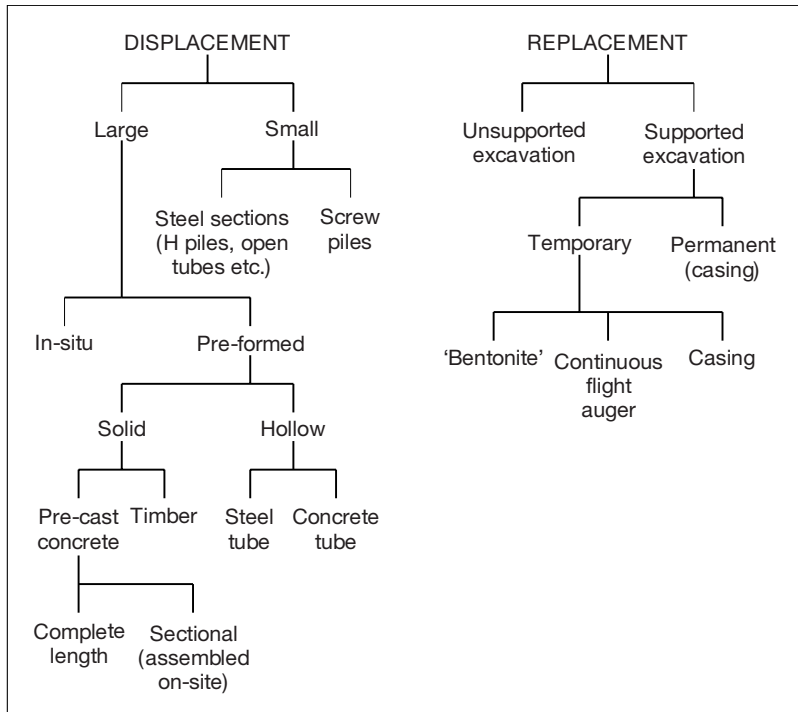 DISPLACEMENT
Large
Small
Steel sections
(H piles, open
tubes etc.)
Screw
piles
In-situ
Pre-formed
Solid
Hollow
Pre-cast
concrete
Timber
Steel
tube
Concrete
tube
Complete
length
Sectional
(assembled
on-site)
REPLACEMENT
Unsupported
excavation
Supported
excavation
Temporary
Permanent
(casing)
‘Bentonite’
Continuous
flight
auger
Casing